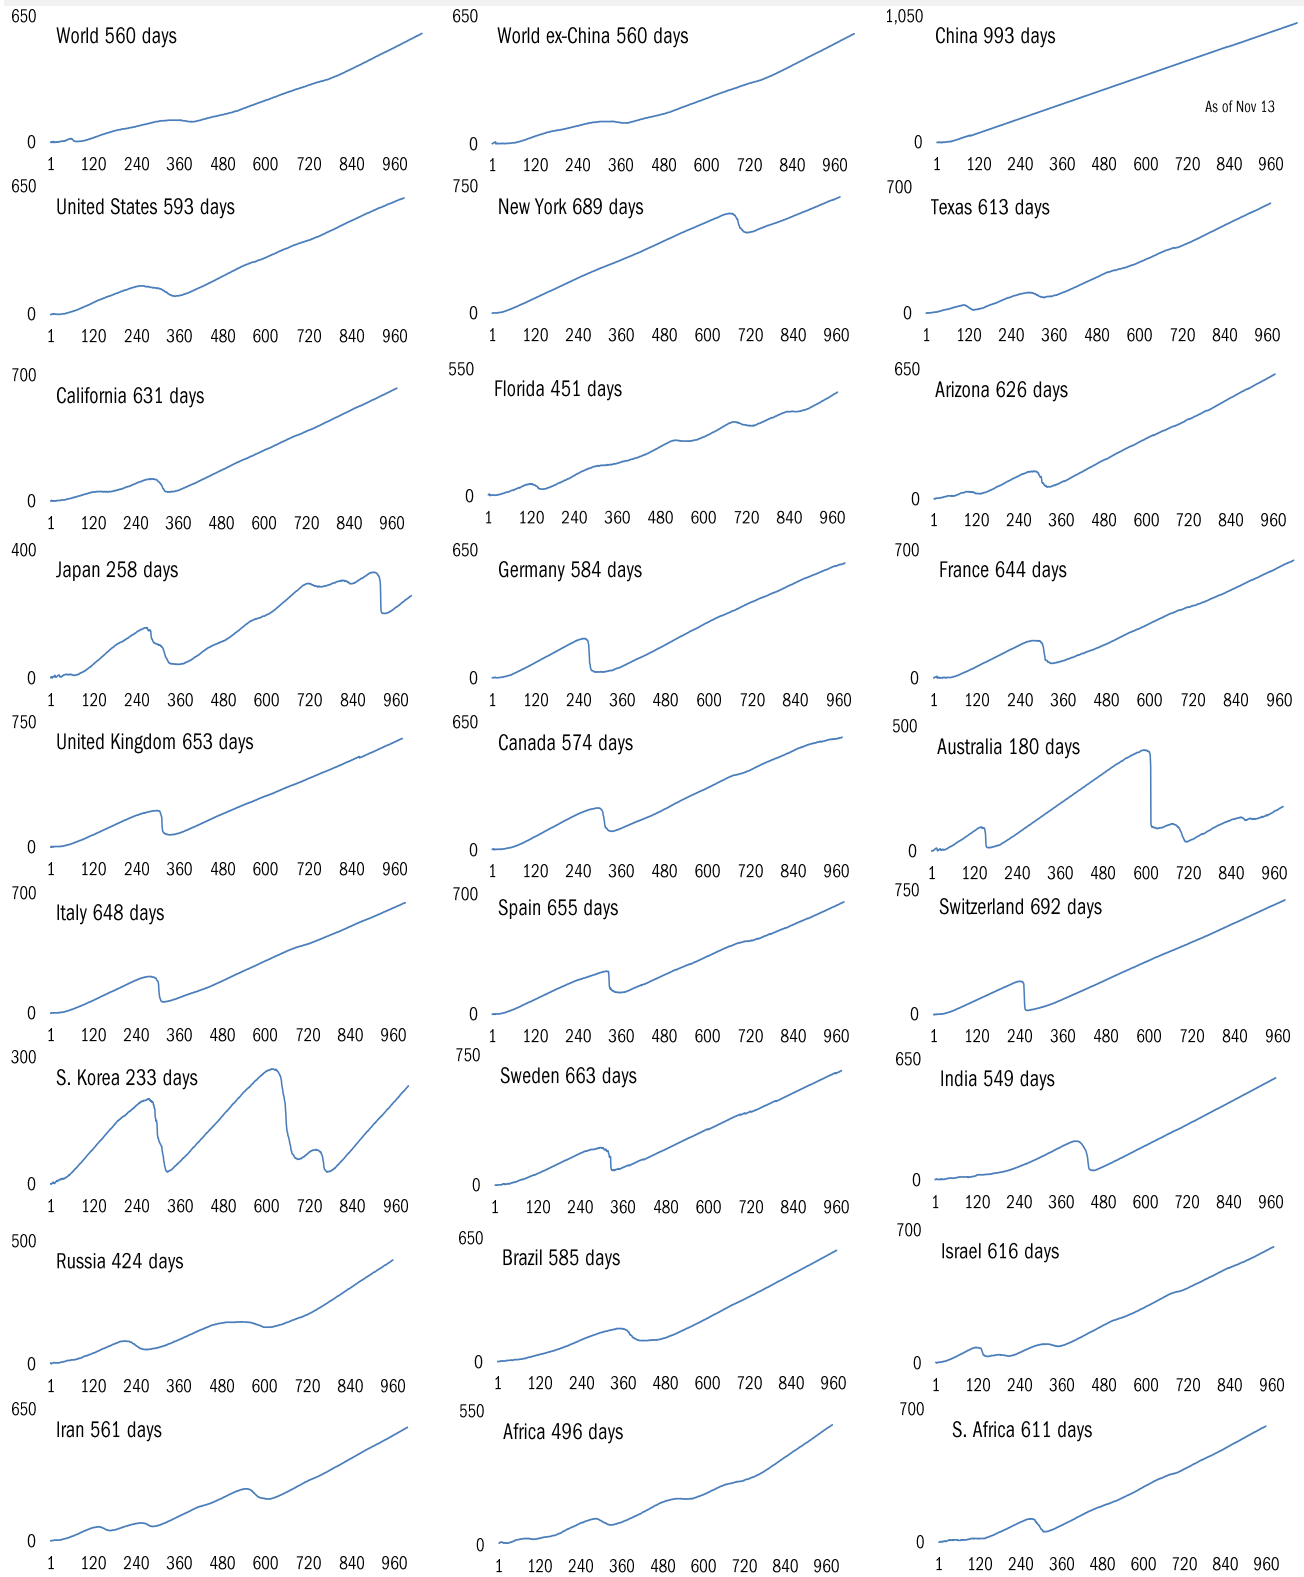 650 650 1,050
World 560 days World ex-China 560 days China 993 days
As of Nov 13
0 0 0
1 120 240 360 480 600 720 840 960 1 120 240 360 480 600 720 840 960 1 120 240 360 480 600 720 840 960
650 750 700
United States 593 days New York 689 days Texas 613 days
0 0 0
1 120 240 360 480 600 720 840 960 1 120 240 360 480 600 720 840 960 1 120 240 360 480 600 720 840 960
700 550 650
California 631 days Florida 451 days Arizona 626 days
0 0 0
1 120 240 360 480 600 720 840 960 1 120 240 360 480 600 720 840 960 1 120 240 360 480 600 720 840 960
400 650 700
Japan 258 days Germany 584 days France 644 days
0 0 0
1 120 240 360 480 600 720 840 960 1 120 240 360 480 600 720 840 960 1 120 240 360 480 600 720 840 960
750 650 500
United Kingdom 653 days Canada 574 days Australia 180 days
0 0 0
1 120 240 360 480 600 720 840 960 1 120 240 360 480 600 720 840 960 1 120 240 360 480 600 720 840 960
700 700 750
Italy 648 days Spain 655 days Switzerland 692 days
0 0 0
1 120 240 360 480 600 720 840 960 1 120 240 360 480 600 720 840 960 1 120 240 360 480 600 720 840 960
300 750 650
S. Korea 233 days Sweden 663 days India 549 days
0 0 0
1 120 240 360 480 600 720 840 960 1 120 240 360 480 600 720 840 960 1 120 240 360 480 600 720 840 960
500 650 700
Russia 424 days Brazil 585 days Israel 616 days
0 0 0
1 120 240 360 480 600 720 840 960 1 120 240 360 480 600 720 840 960 1 120 240 360 480 600 720 840 960
650 550 700
Iran 561 days Africa 496 days S. Africa 611 days
0 0 0
1 120 240 360 480 600 720 840 960 1 120 240 360 480 600 720 840 960 1 120 240 360 480 600 720 840 960